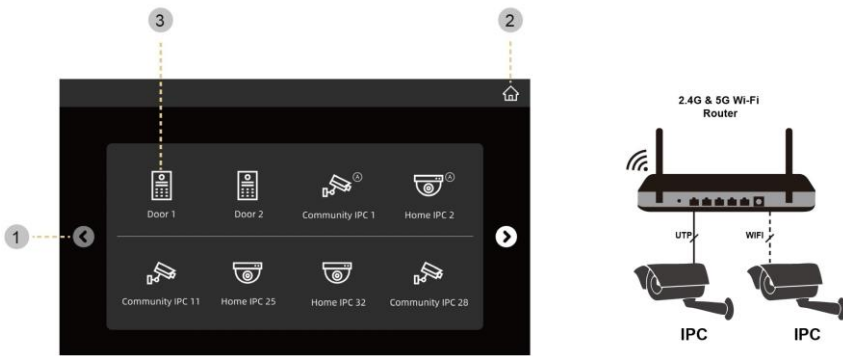 3
2
1
Door 1
Door 2
Community IPC 1
A
Home IPC 2
A
Community IPC 11
Home IPC 25
Home IPC 32
Community IPC 28
2.4G & 5G Wi-Fi
Router
UTP
WIFI
IPC
IPC